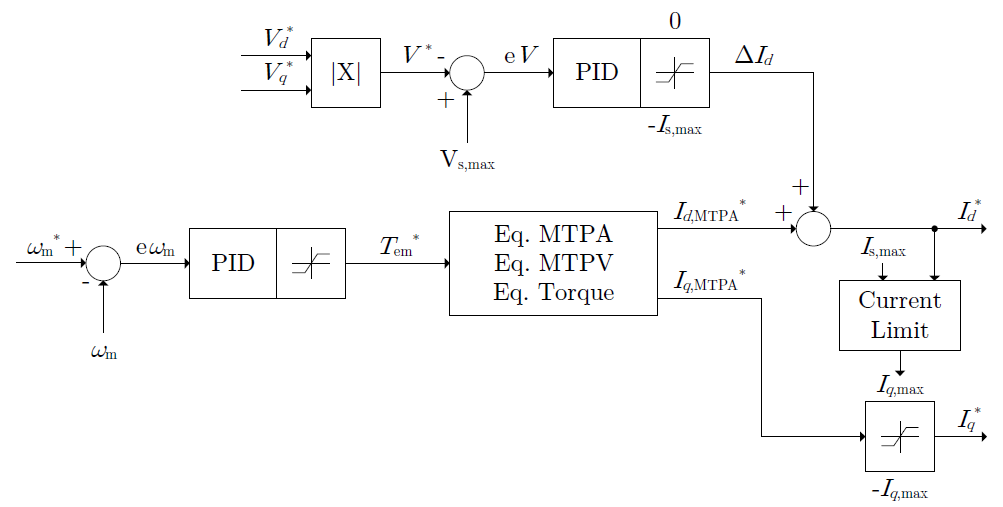 0
V_d^*
V_q^*
|X|
V^* -
+
e V
PID
ΔI_d
-I_s,max
V_s,max
+
+
I_d,MTPA^*
I_d^*
ω_m^* +
-
e ω_m
PID
T_em^*
Eq. MTPA
Eq. MTPV
Eq. Torque
I_s,max
I_q,MTPA^*
Current
Limit
ω_m
I_q,max
I_q^*
-I_q,max